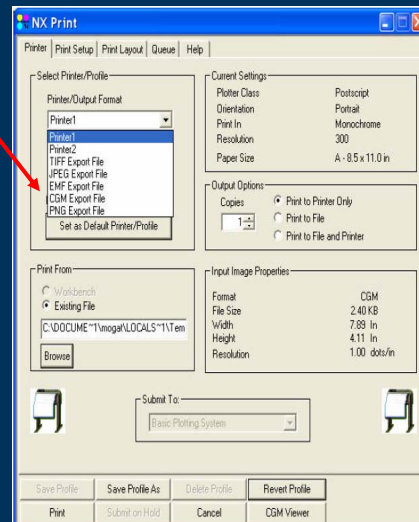 NX Print
Printer Print Setup Print Layout Queue Help
Select Printer/Profile
Printer/Output Format
Printer1
Printer1
Printer2
TIFF Export File
JPEG Export File
EMF Export File
CGM Export File
PNG Export File
Set as Default Printer/Profile
Current Settings
Plotter Class Postscript
Orientation Portrait
Print In Monochrome
Resolution 300
Paper Size A - 8.5 x 11.0 in
Output Options
Copies
1
Print to Printer Only
Print to File
Print to File and Printer
Print From
Workbench
Existing File
C:\DOCUME~1\mogat\LOCALS~1\Tem
Browse
Input Image Properties
Format CGM
File Size 2.40 KB
Width 7.89 In
Height 4.11 In
Resolution 1.00 dots/in
Submit To:
Basic Plotting System
Save Profile Save Profile As Delete Profile Revert Profile
Print Submit on Hold Cancel CGM Viewer